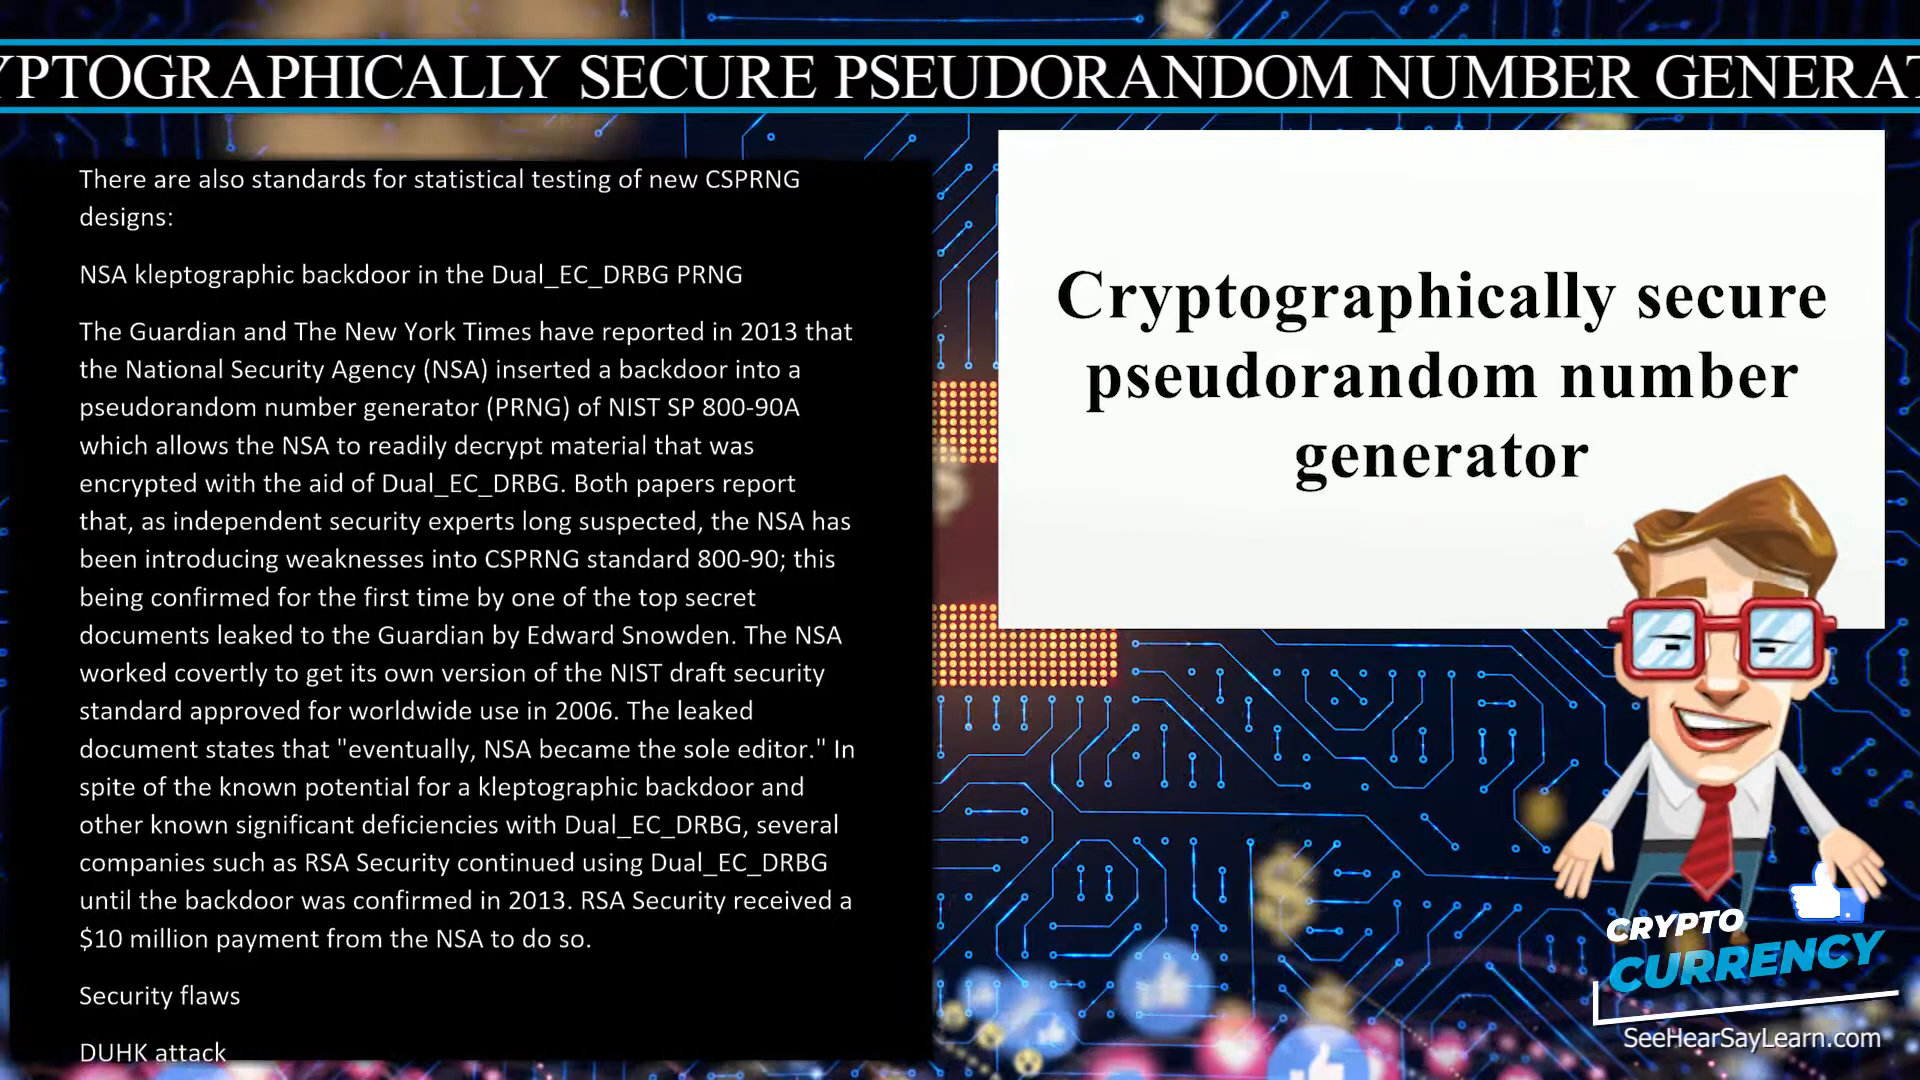 YPTOGRAPHICALLY SECURE PSEUDORANDOM NUMBER GENERAT
There are also standards for statistical testing of new CSPRNG
designs:
NSA kleptographic backdoor in the Dual_EC_DRBG PRNG
The Guardian and The New York Times have reported in 2013 that
the National Security Agency (NSA) inserted a backdoor into a
pseudorandom number generator (PRNG) of NIST SP 800-90A
which allows the NSA to readily decrypt material that was
encrypted with the aid of Dual_EC_DRBG. Both papers report
that, as independent security experts long suspected, the NSA has
been introducing weaknesses into CSPRNG standard 800-90; this
being confirmed for the first time by one of the top secret
documents leaked to the Guardian by Edward Snowden. The NSA
worked covertly to get its own version of the NIST draft security
standard approved for worldwide use in 2006. The leaked
document states that "eventually, NSA became the sole editor." In
spite of the known potential for a kleptographic backdoor and
other known significant deficiencies with Dual_EC_DRBG, several
companies such as RSA Security continued using Dual_EC_DRBG
until the backdoor was confirmed in 2013. RSA Security received a
$10 million payment from the NSA to do so.
Security flaws
DUHK attack
Cryptographically secure
pseudorandom number
generator
CRYPTO
CURRENCY
SeeHearSayLearn.com